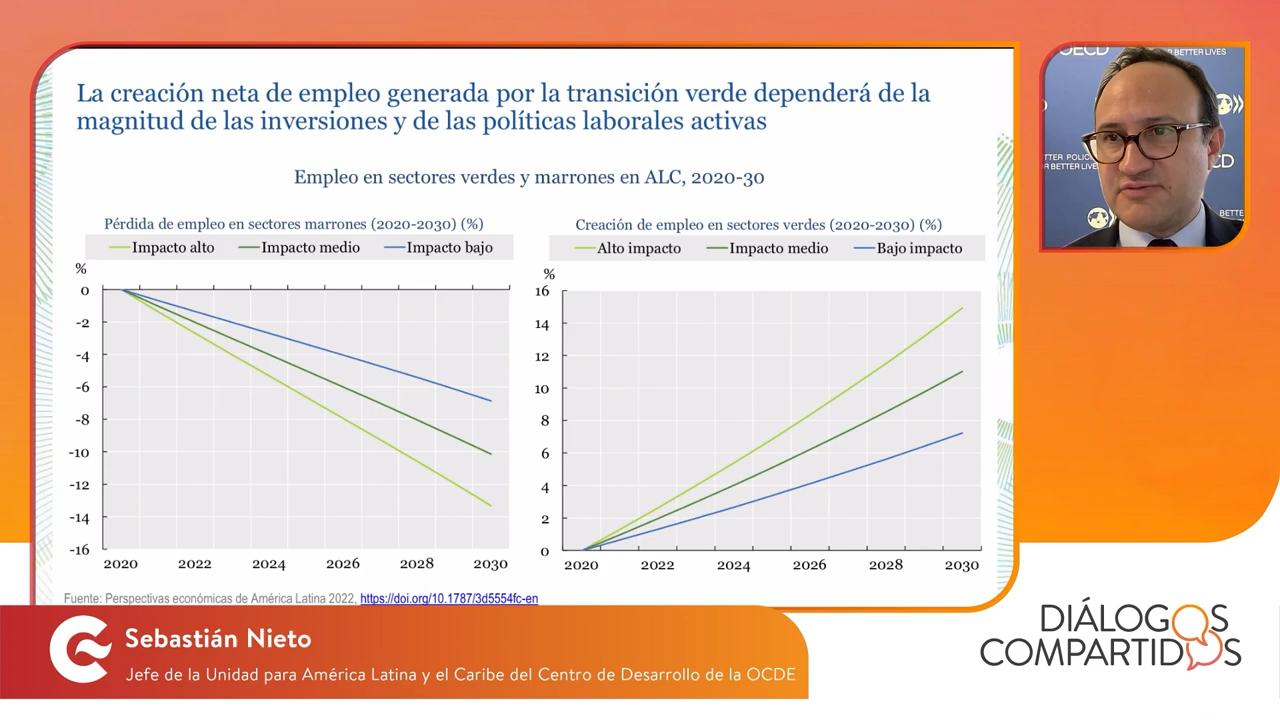 La creación neta de empleo generada por la transición verde dependerá de la
magnitud de las inversiones y de las políticas laborales activas
Empleo en sectores verdes y marrones en ALC, 2020-30
Pérdida de empleo en sectores marrones (2020-2030) (%)
Impacto alto Impacto medio Impacto bajo
%
0
-2
-4
-6
-8
-10
-12
-14
-16
2020 2022 2024 2026 2028 2030
Creación de empleo en sectores verdes (2020-2030) (%)
Alto impacto Impacto medio Bajo impacto
%
16
14
12
10
8
6
4
2
0
2020 2022 2024 2026 2028 2030
Fuente: Perspectivas económicas de América Latina 2022, https://doi.org/10.1787/3d5554fc-en
OECD
BETTER LIVES
CD
BETTE
Sebastián Nieto
Jefe de la Unidad para América Latina y el Caribe del Centro de Desarrollo de la OCDE
DIÁLOGOS
COMPARTIDOS